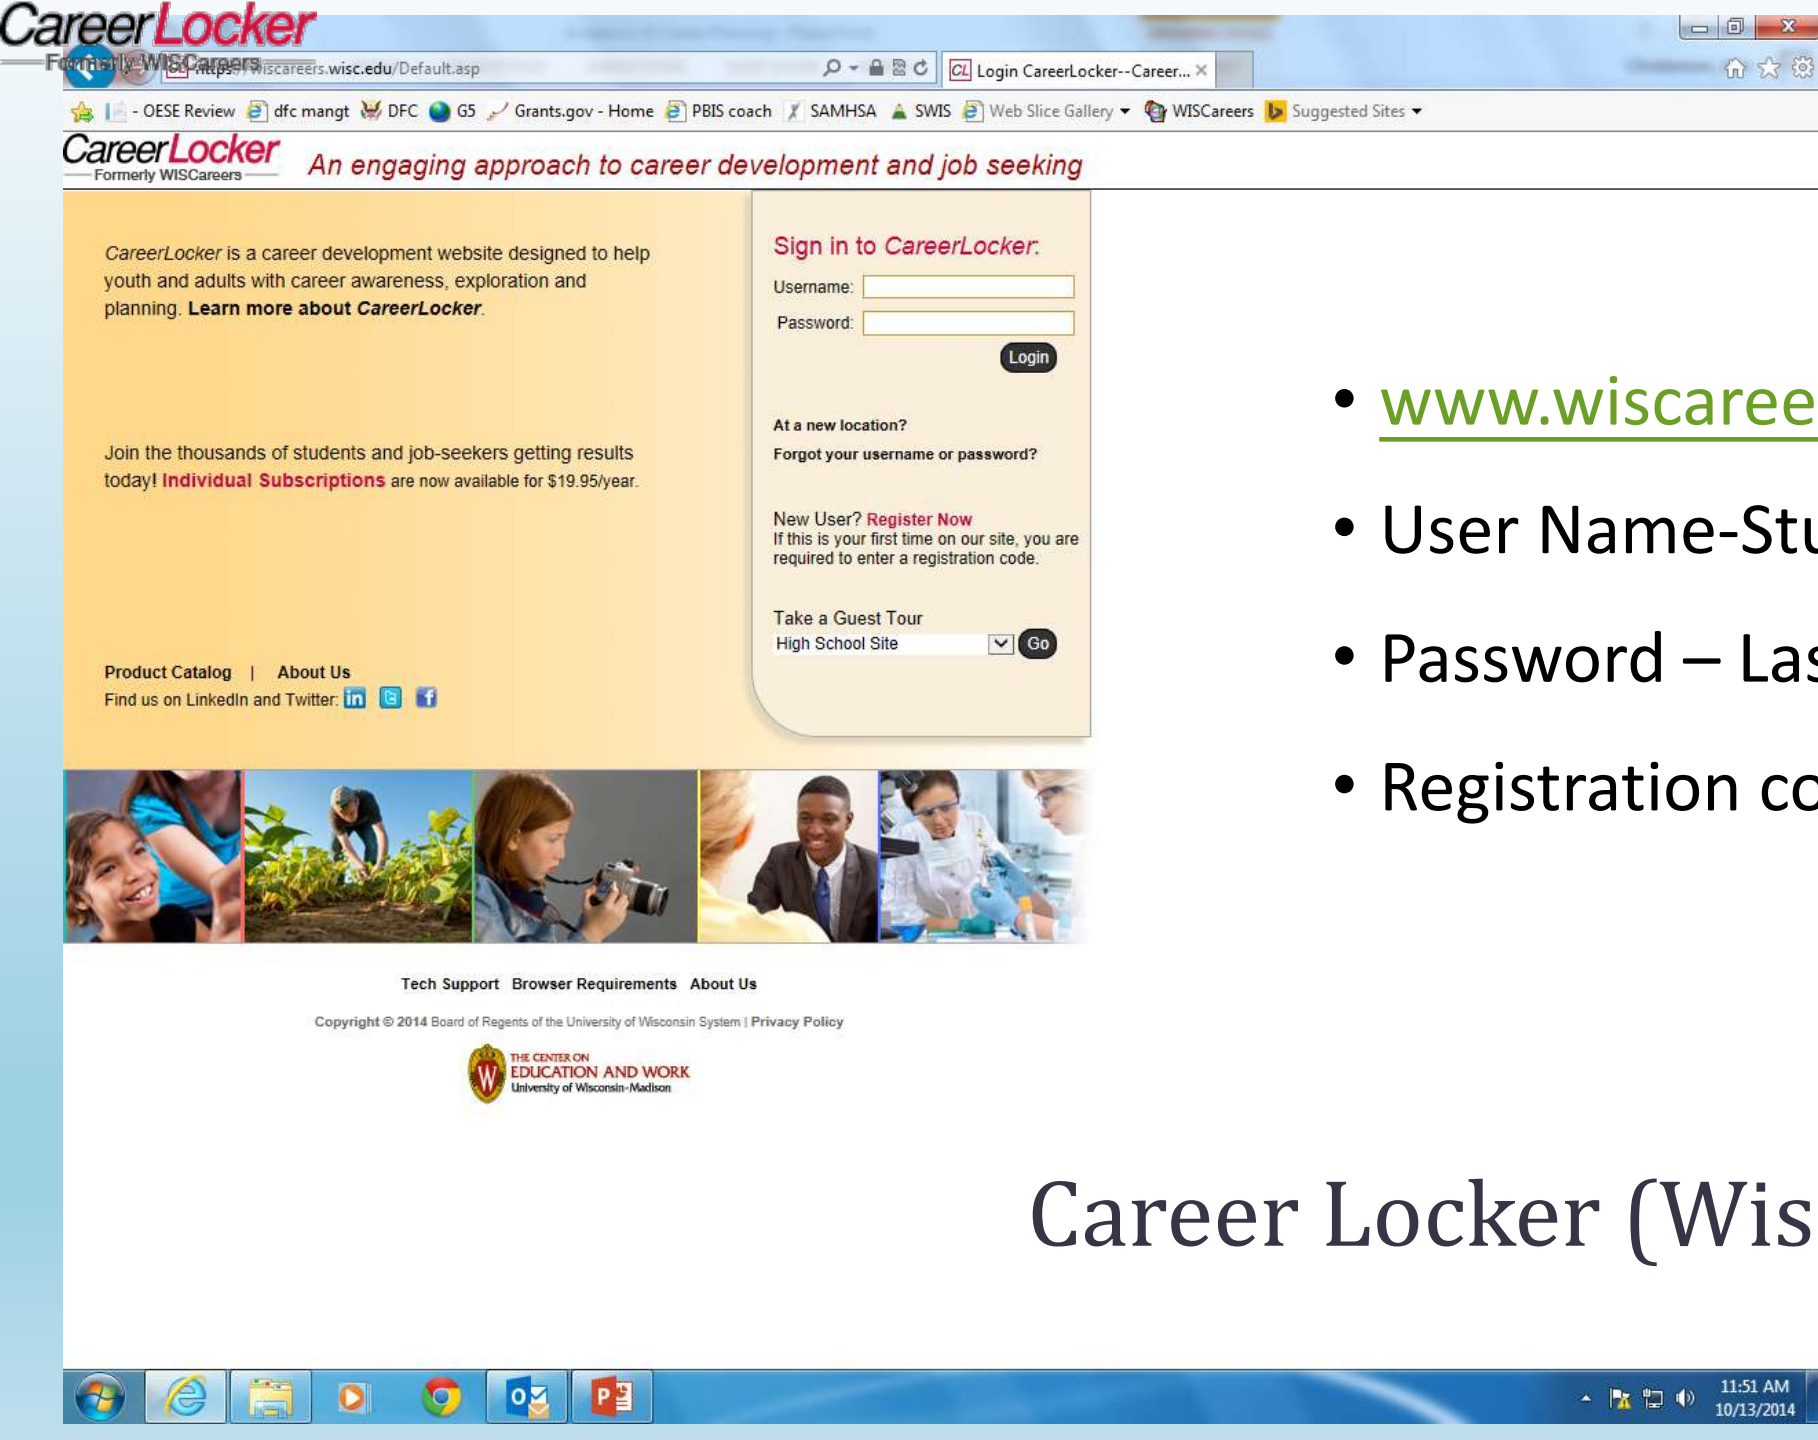 CareerLocker
Formerly WISCareers
wiscareers.wisc.edu/Default.asp
CL Login CareerLocker--Career...
- OESE Review dfc mangt DFC G5 Grants.gov - Home PBIS coach SAMHSA SWIS Web Slice Gallery WISCareers Suggested Sites
CareerLocker
Formerly WISCareers
An engaging approach to career development and job seeking
CareerLocker is a career development website designed to help
youth and adults with career awareness, exploration and
planning. Learn more about CareerLocker.
Join the thousands of students and job-seekers getting results
today! Individual Subscriptions are now available for $19.95/year.
Product Catalog | About Us
Find us on LinkedIn and Twitter:
Sign in to CareerLocker:
Username:
Password:
Login
At a new location?
Forgot your username or password?
New User? Register Now
If this is your first time on our site, you are
required to enter a registration code.
Take a Guest Tour
High School Site Go
• www.wiscaree
• User Name-Stu
• Password – Las
• Registration co
Tech Support Browser Requirements About Us
Copyright © 2014 Board of Regents of the University of Wisconsin System | Privacy Policy
W
THE CENTER ON
EDUCATION AND WORK
University of Wisconsin-Madison
Career Locker (Wis
11:51 AM
10/13/2014